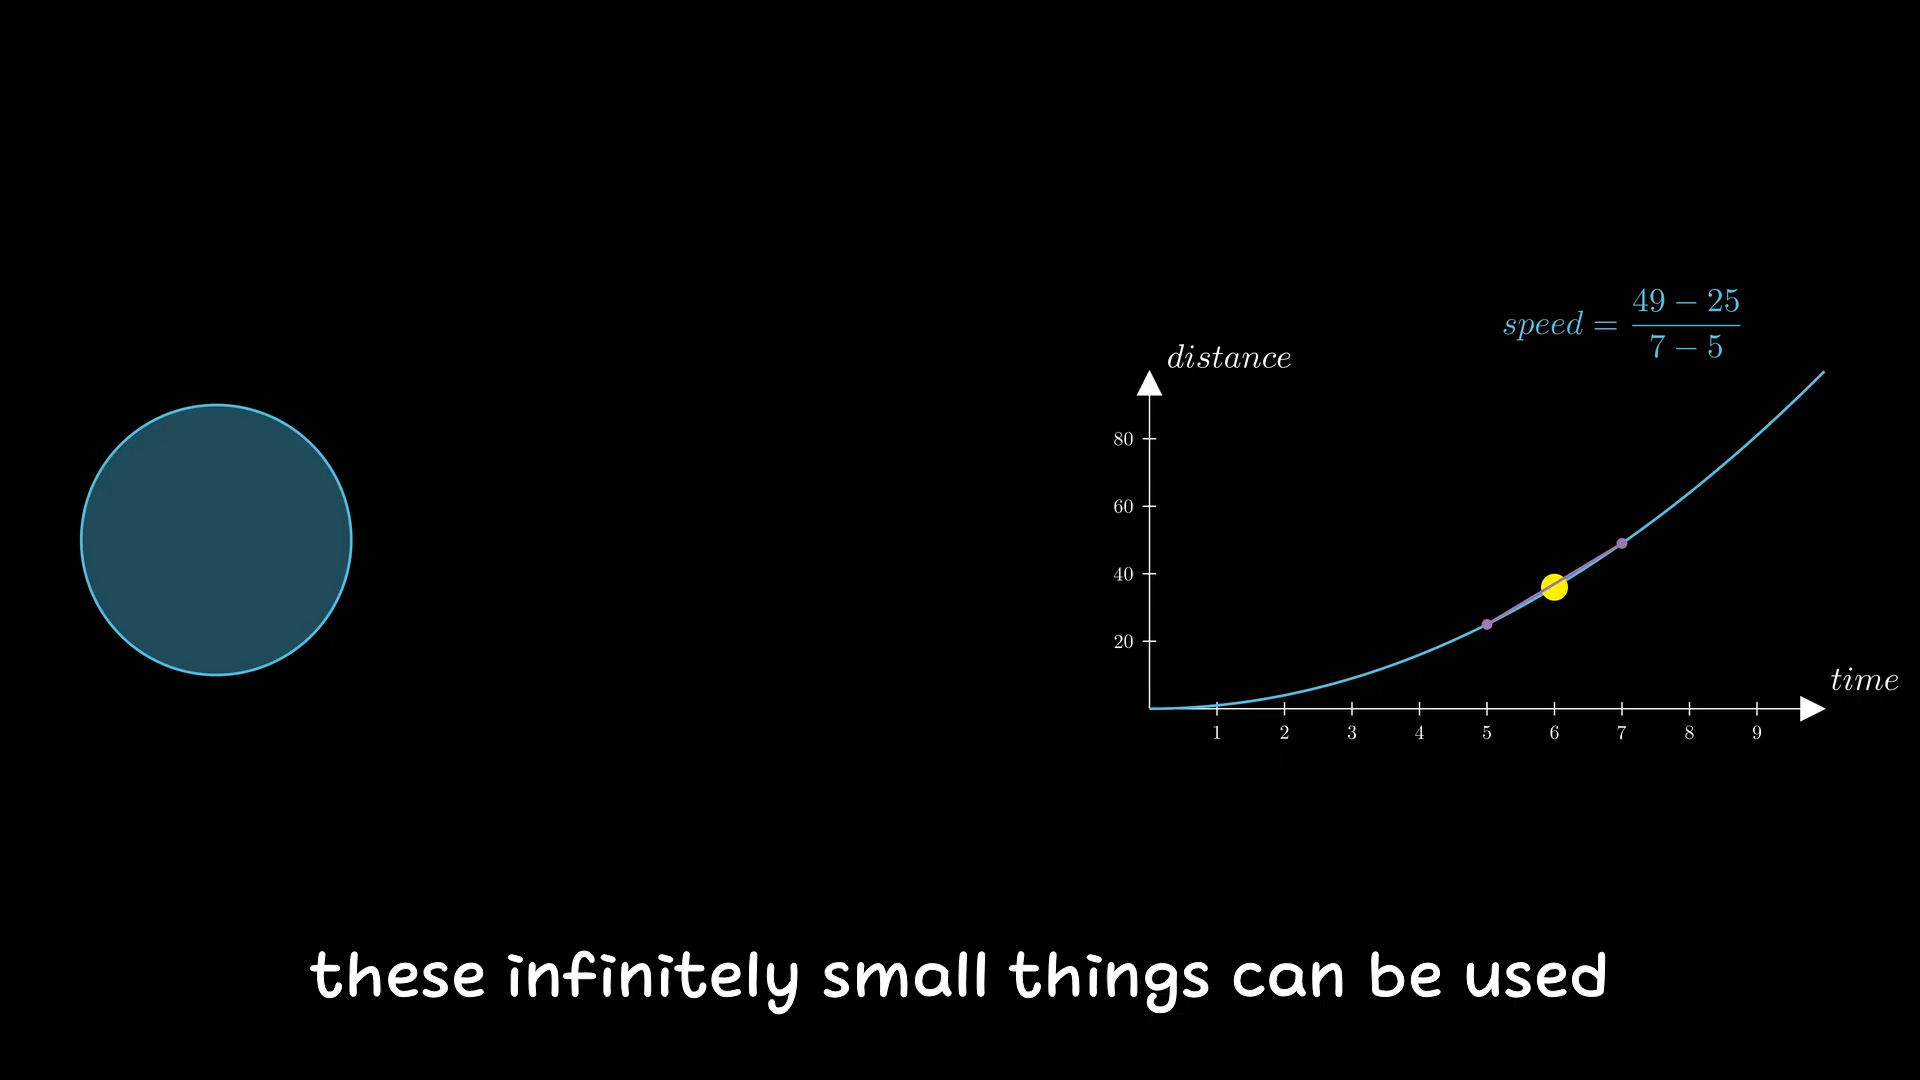 speed = 49 − 25 / 7 − 5
distance
80
60
40
20
time
1 2 3 4 5 6 7 8 9
these infinitely small things can be used